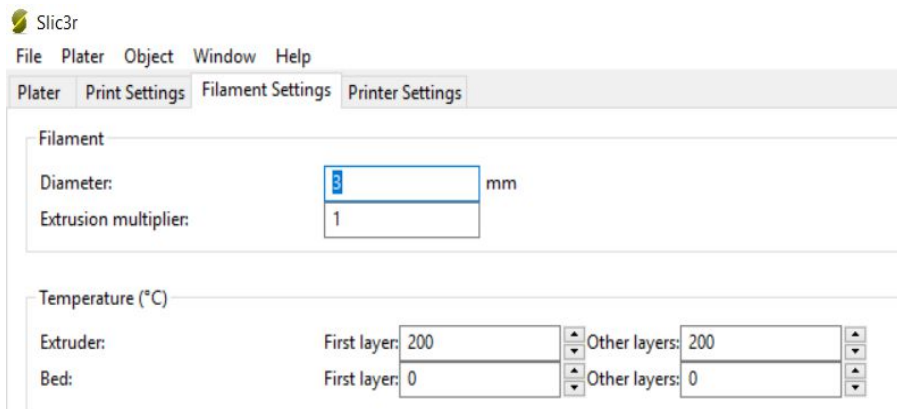 Slic3r
File Plater Object Window Help
Plater Print Settings Filament Settings Printer Settings
Filament
Diameter: 3 mm
Extrusion multiplier: 1
Temperature (°C)
Extruder: First layer: 200 Other layers: 200
Bed: First layer: 0 Other layers: 0